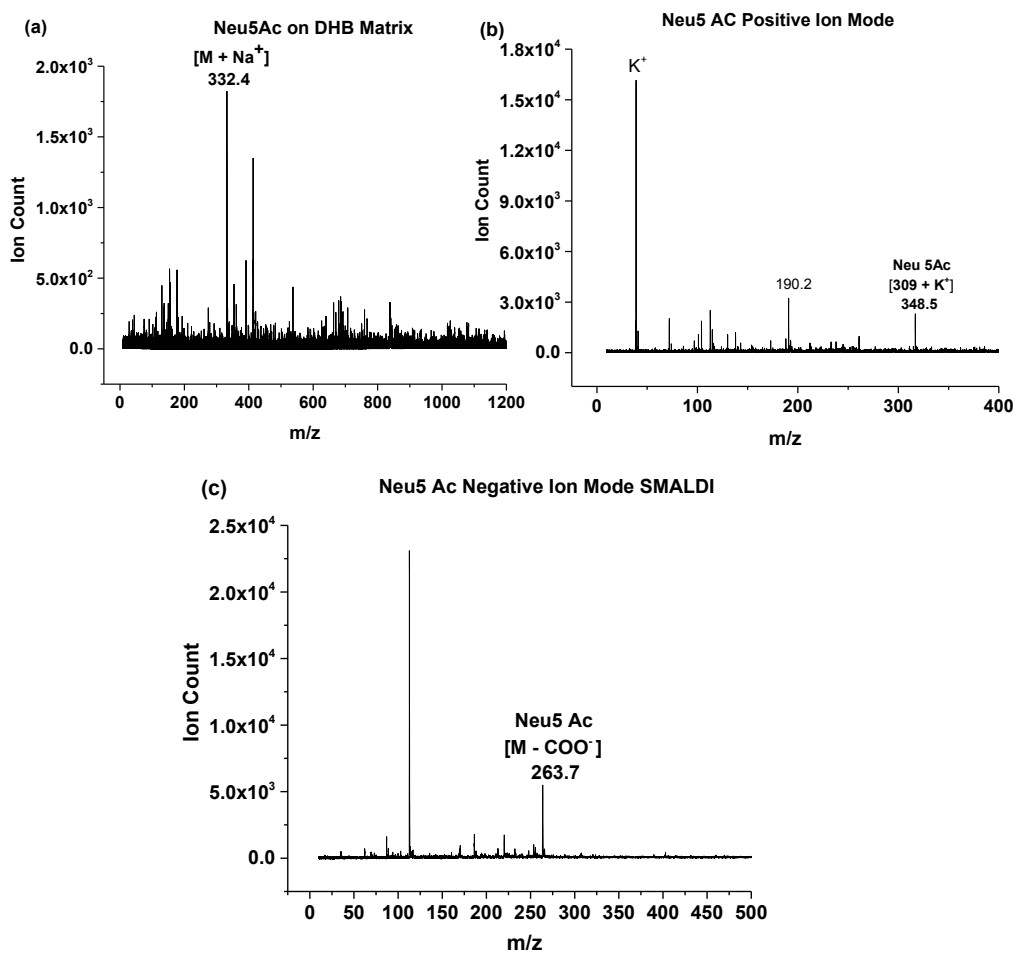 (a)
Neu5Ac on DHB Matrix
[M + Na+]
332.4
2.0x10³
1.5x10³
1.0x10³
5.0x10²
0.0
Ion Count
0 200 400 600 800 1000 1200
m/z
(b)
Neu5 AC Positive Ion Mode
K+
1.8x10⁴
1.5x10⁴
1.2x10⁴
9.0x10³
6.0x10³
3.0x10³
0.0
Ion Count
190.2
Neu 5Ac
[309 + K+]
348.5
0 100 200 300 400
m/z
(c)
Neu5 Ac Negative Ion Mode SMALDI
2.5x10⁴
2.0x10⁴
1.5x10⁴
1.0x10⁴
5.0x10³
0.0
Ion Count
Neu5 Ac
[M - COO⁻]
263.7
0 50 100 150 200 250 300 350 400 450 500
m/z